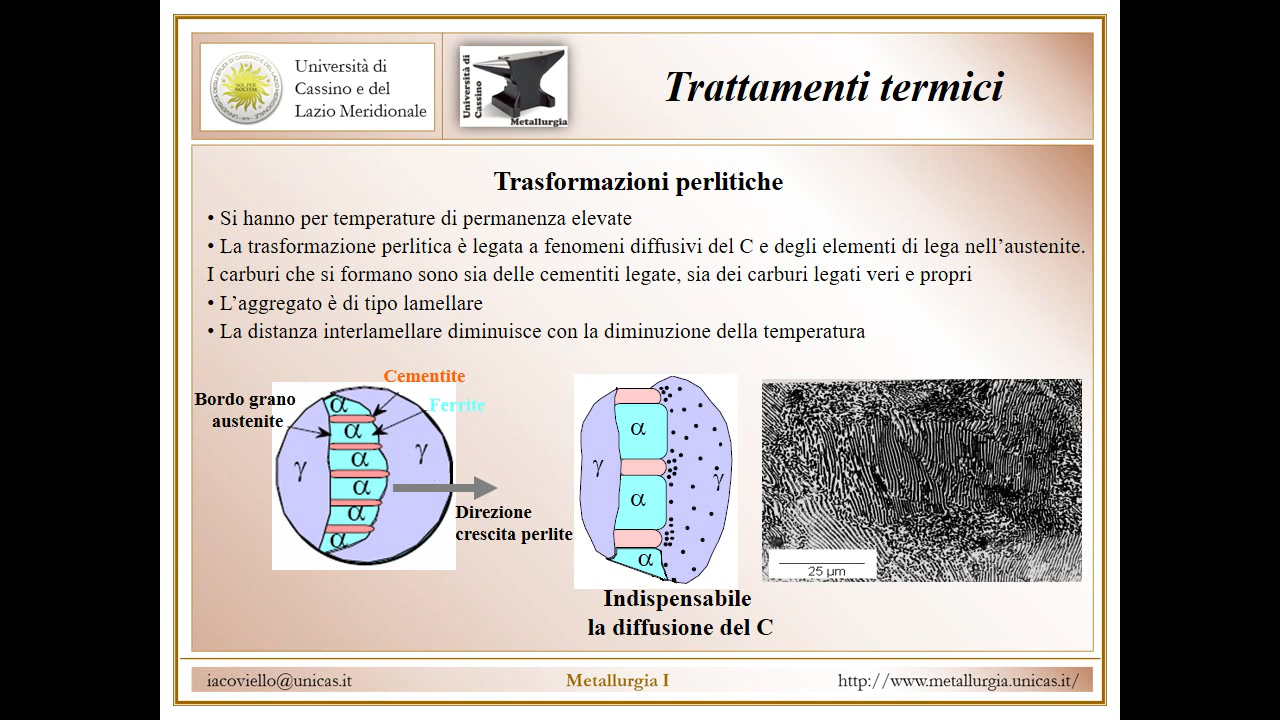 Università di
Cassino e del
Lazio Meridionale
Università di
Cassino
Metallurgia
Trattamenti termici
Trasformazioni perlitiche
• Si hanno per temperature di permanenza elevate
• La trasformazione perlitica è legata a fenomeni diffusivi del C e degli elementi di lega nell’austenite.
I carburi che si formano sono sia delle cementiti legate, sia dei carburi legati veri e propri
• L’aggregato è di tipo lamellare
• La distanza interlamellare diminuisce con la diminuzione della temperatura
Cementite
Ferrite
Bordo grano
austenite
α
α
α
α
α
α
γ
γ
Direzione
crescita perlite
α
α
α
γ
γ
25 µm
Indispensabile
la diffusione del C
iacoviello@unicas.it
Metallurgia I
http://www.metallurgia.unicas.it/